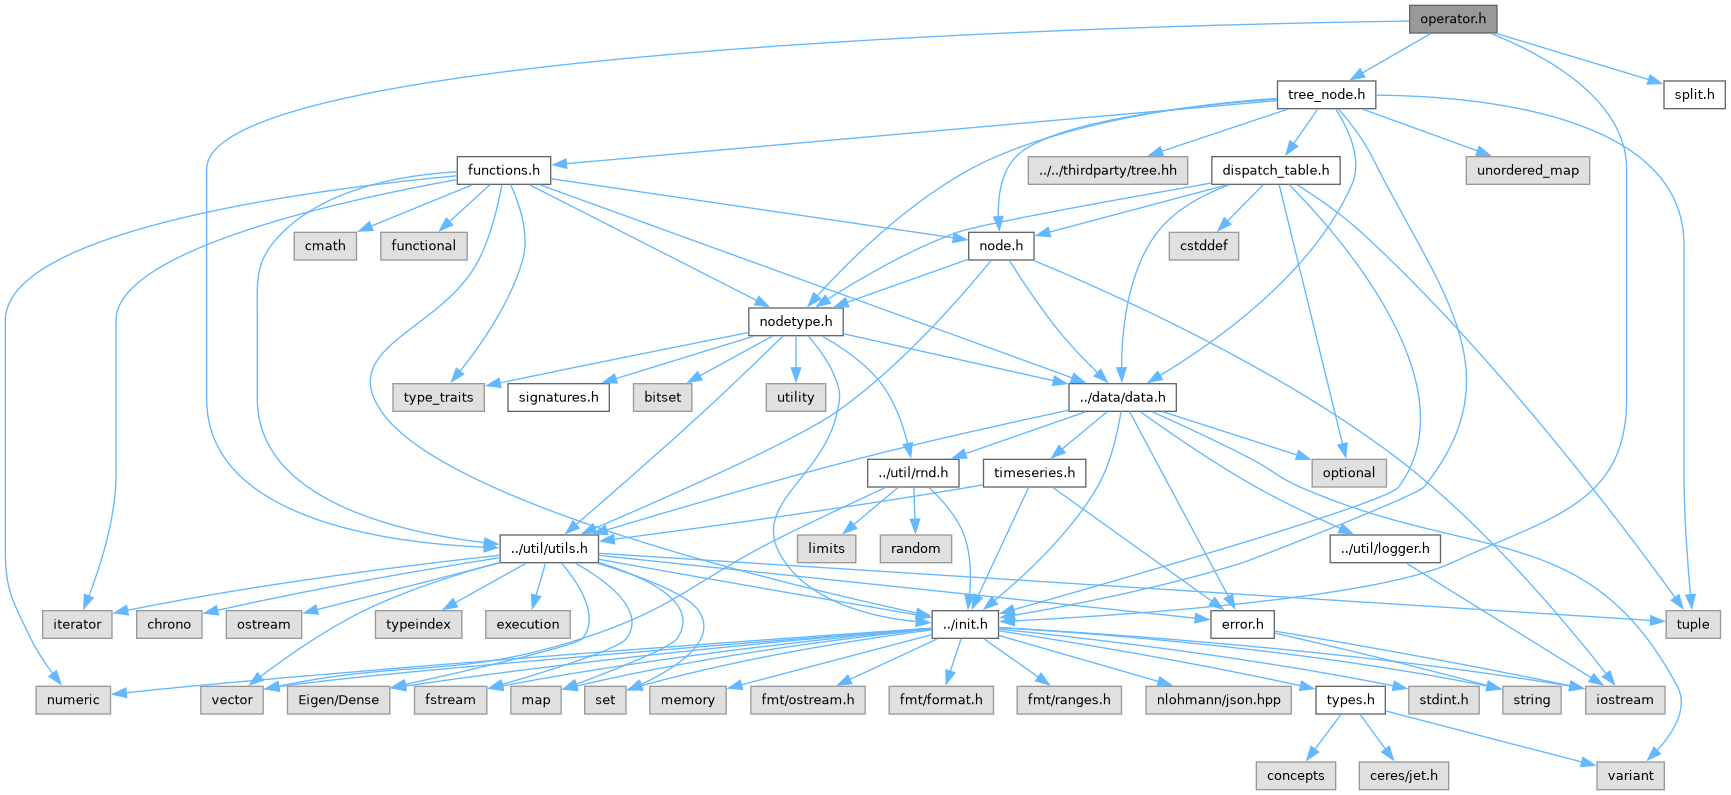 operator.h
tree_node.h
split.h
functions.h
../../thirdparty/tree.hh
dispatch_table.h
unordered_map
cmath
functional
node.h
cstddef
nodetype.h
type_traits
signatures.h
bitset
utility
../data/data.h
../util/rnd.h
timeseries.h
optional
../util/utils.h
limits
random
../util/logger.h
iterator
chrono
ostream
typeindex
execution
../init.h
error.h
tuple
numeric
vector
Eigen/Dense
fstream
map
set
memory
fmt/ostream.h
fmt/format.h
fmt/ranges.h
nlohmann/json.hpp
types.h
stdint.h
string
iostream
concepts
ceres/jet.h
variant